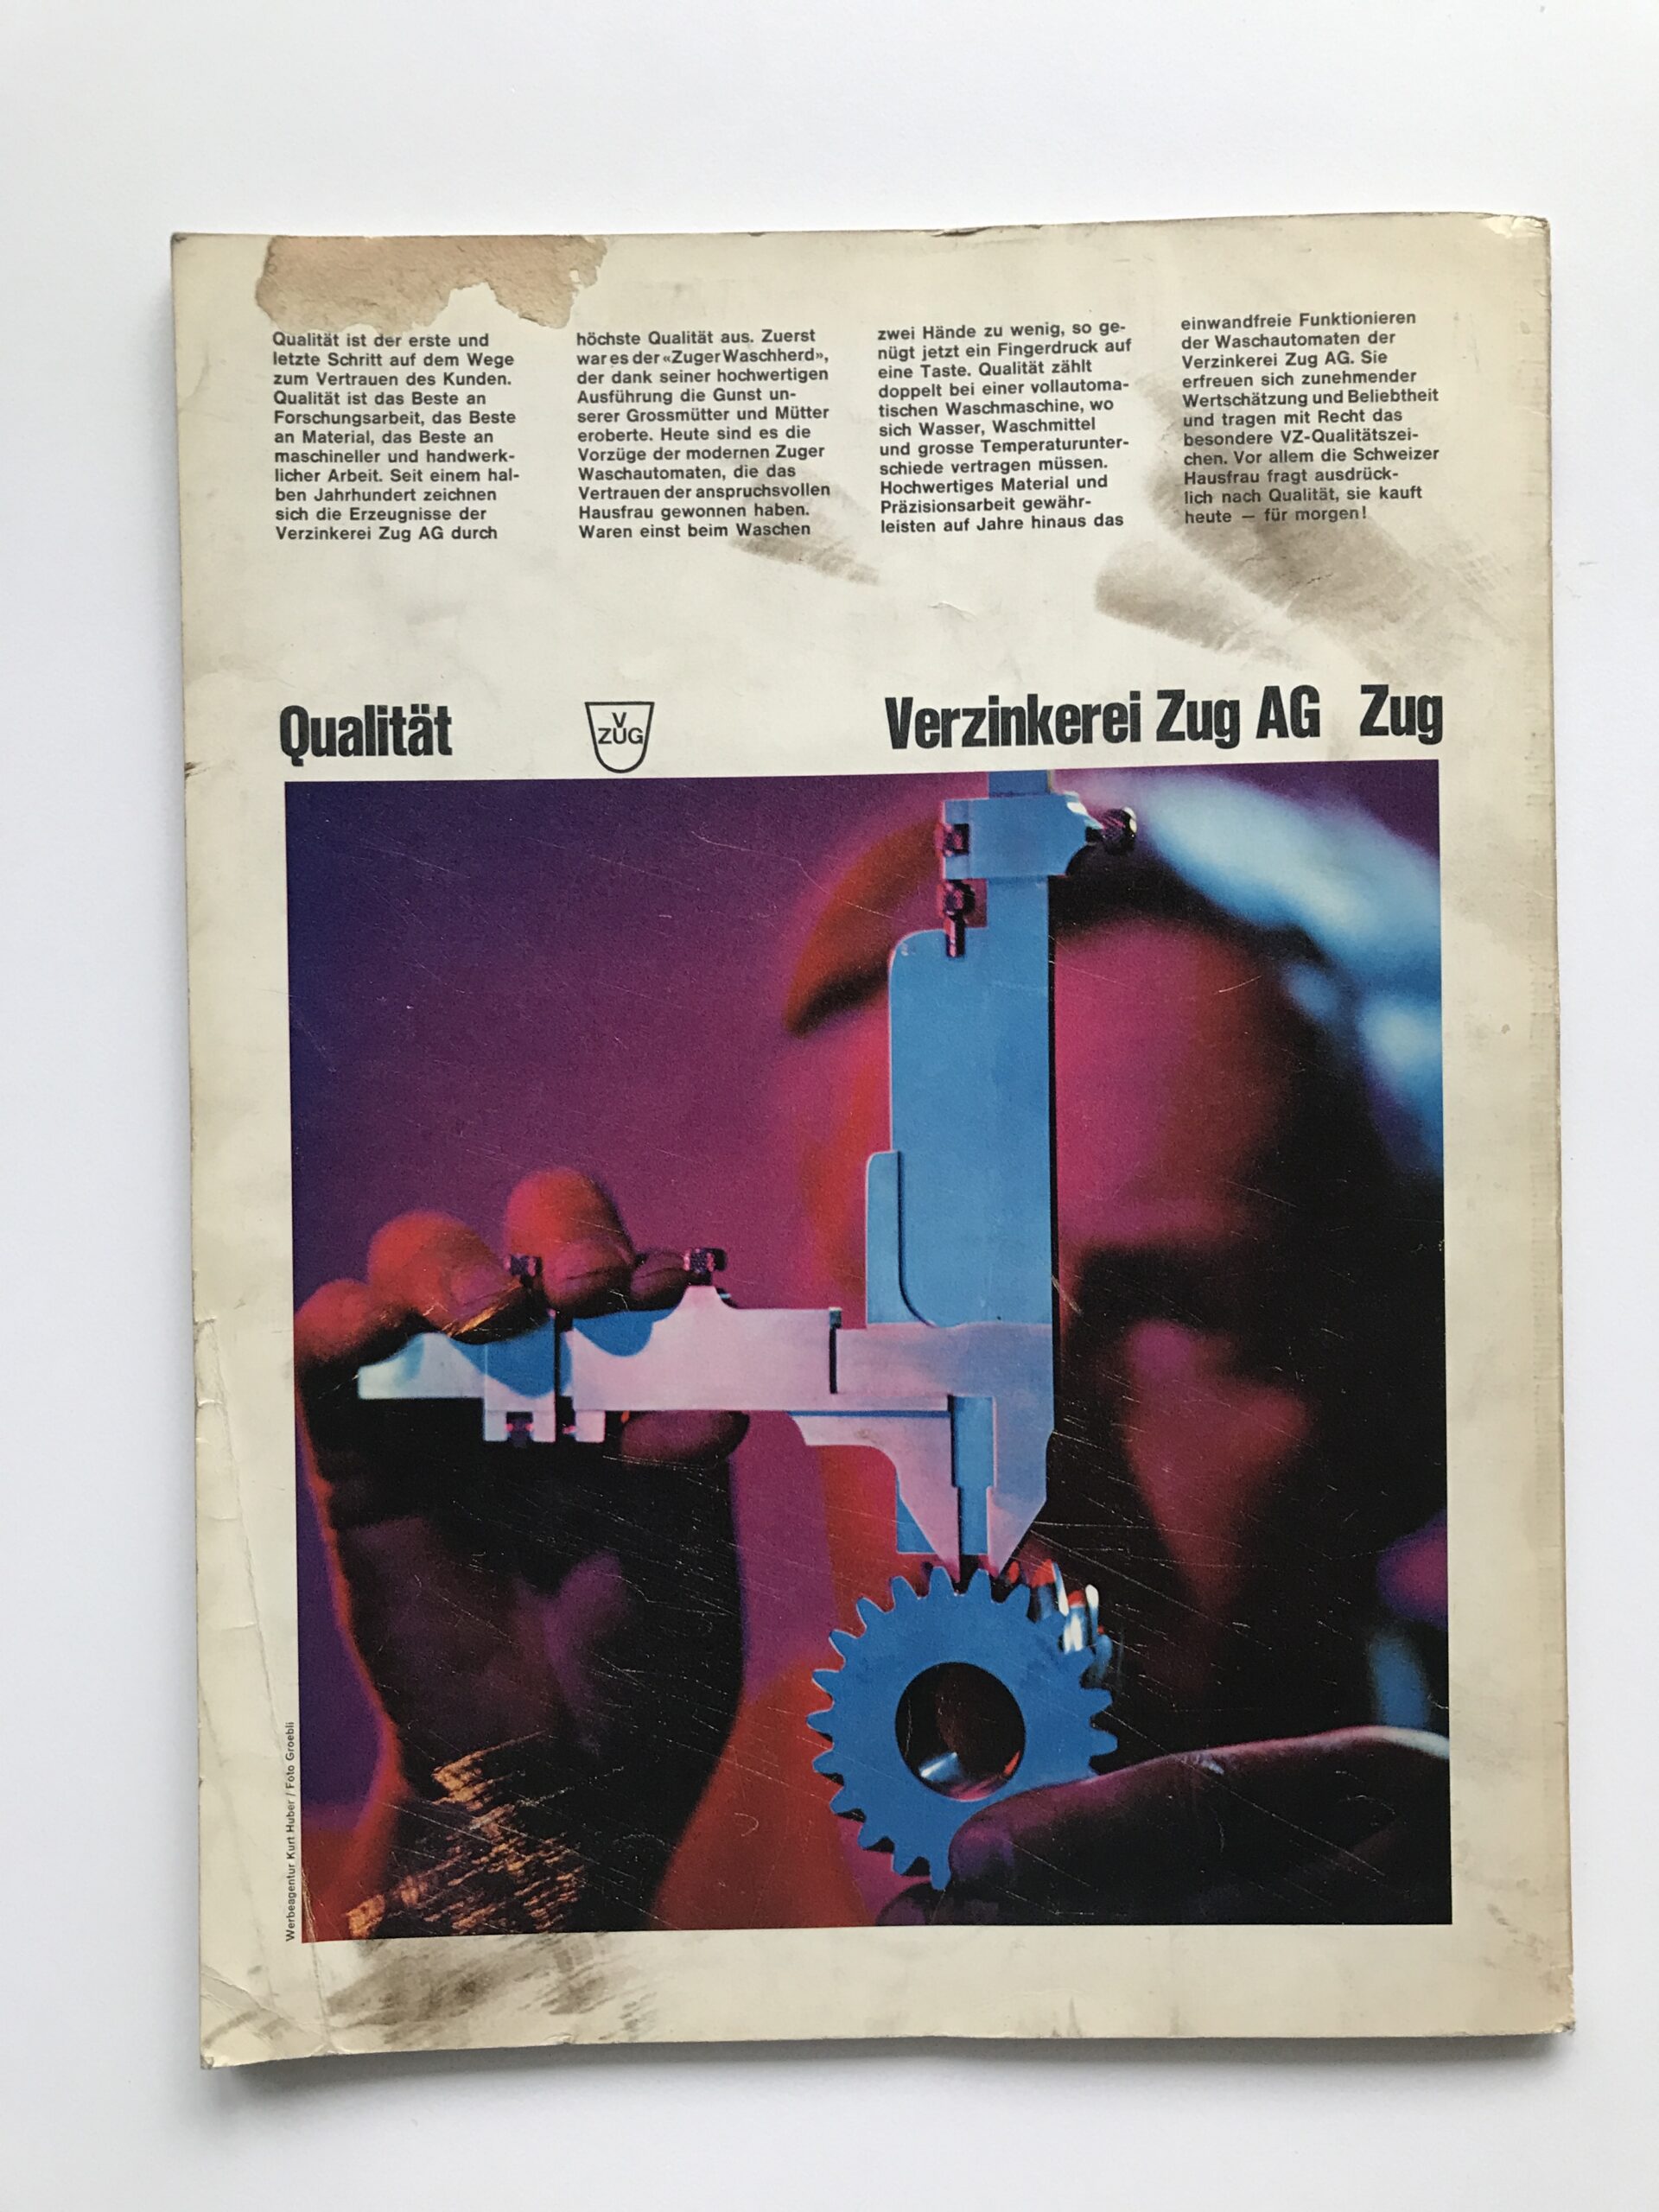 Qualität ist der erste und
letzte Schritt auf dem Wege
zum Vertrauen des Kunden.
Qualität ist das Beste an
Forschungsarbeit, das Beste
an Material, das Beste an
maschineller und handwerk-
licher Arbeit. Seit einem hal-
ben Jahrhundert zeichnen
sich die Erzeugnisse der
Verzinkerei Zug AG durch
höchste Qualität aus. Zuerst
war es der «Zuger Waschherd»,
der dank seiner hochwertigen
Ausführung die Gunst un-
serer Grossmütter und Mütter
eroberte. Heute sind es die
Vorzüge der modernen Zuger
Waschautomaten, die das
Vertrauen der anspruchsvollen
Hausfrau gewonnen haben.
Waren einst beim Waschen
zwei Hände zu wenig, so ge-
nügt jetzt ein Fingerdruck auf
eine Taste. Qualität zählt
doppelt bei einer vollautoma-
tischen Waschmaschine, wo
sich Wasser, Waschmittel
und grosse Temperaturunter-
schiede vertragen müssen.
Hochwertiges Material und
Präzisionsarbeit gewähr-
leisten auf Jahre hinaus das
einwandfreie Funktionieren
der Waschautomaten der
Verzinkerei Zug AG. Sie
erfreuen sich zunehmender
Wertschätzung und Beliebtheit
und tragen mit Recht das
besondere VZ-Qualitätszei-
chen. Vor allem die Schweizer
Hausfrau fragt ausdrück-
lich nach Qualität, sie kauft
heute – für morgen!
Qualität
V
ZUG
Verzinkerei Zug AG Zug
Werbeagentur Kurt Huber / Foto Groebli